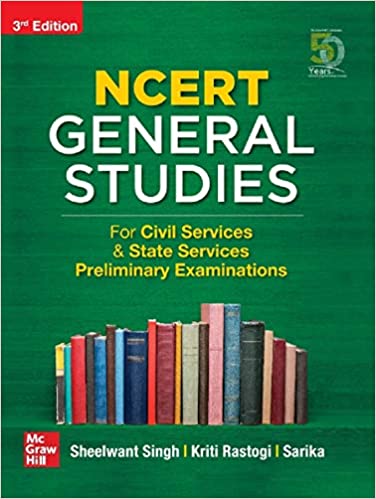 3rd Edition
50
Years
NCERT
GENERAL
STUDIES
For Civil Services
& State Services
Preliminary Examinations
Mc
Graw
Hill
Sheelwant Singh | Kriti Rastogi | Sarika